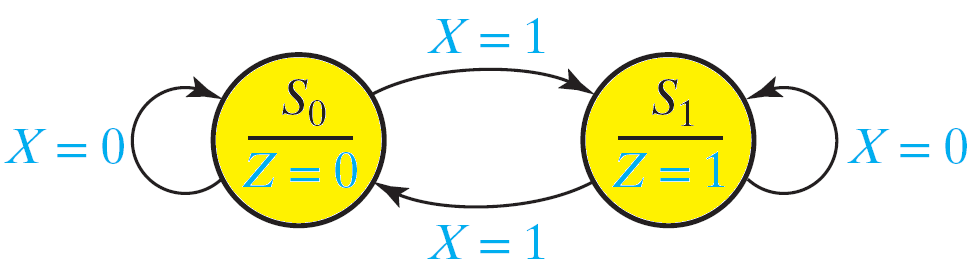 X = 1
S₀
S₁
X = 0
Z = 0
Z = 1
X = 0
X = 1